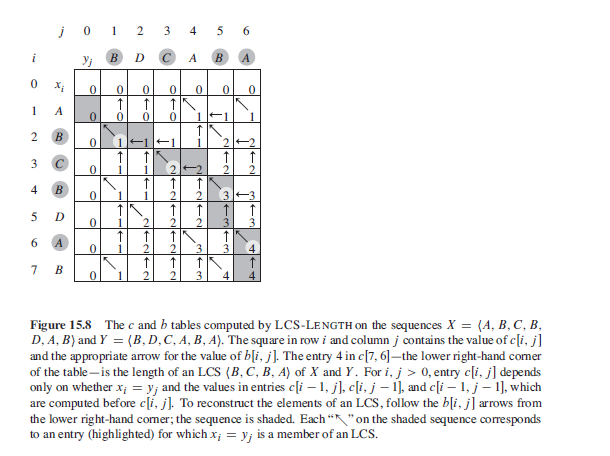 j 0 1 2 3 4 5 6
i y_j B D C A B A
0 x_i 0 0 0 0 0 0 0
1 A 0 0 0 0 1 ←1 1
2 B 0 1 ←1 ←1 1 2 ←2
3 C 0 1 1 2 ←2 2 2
4 B 0 1 1 2 2 3 ←3
5 D 0 1 2 2 2 3 3
6 A 0 1 2 2 3 3 4
7 B 0 1 2 2 3 4 4
Figure 15.8 The c and b tables computed by LCS-LENGTH on the sequences X = ⟨A, B, C, B,
D, A, B⟩ and Y = ⟨B, D, C, A, B, A⟩. The square in row i and column j contains the value of c[i, j]
and the appropriate arrow for the value of b[i, j]. The entry 4 in c[7, 6]—the lower right-hand corner
of the table—is the length of an LCS ⟨B, C, B, A⟩ of X and Y. For i, j > 0, entry c[i, j] depends
only on whether x_i = y_j and the values in entries c[i − 1, j], c[i, j − 1], and c[i − 1, j − 1], which
are computed before c[i, j]. To reconstruct the elements of an LCS, follow the b[i, j] arrows from
the lower right-hand corner; the sequence is shaded. Each “↖” on the shaded sequence corresponds
to an entry (highlighted) for which x_i = y_j is a member of an LCS.